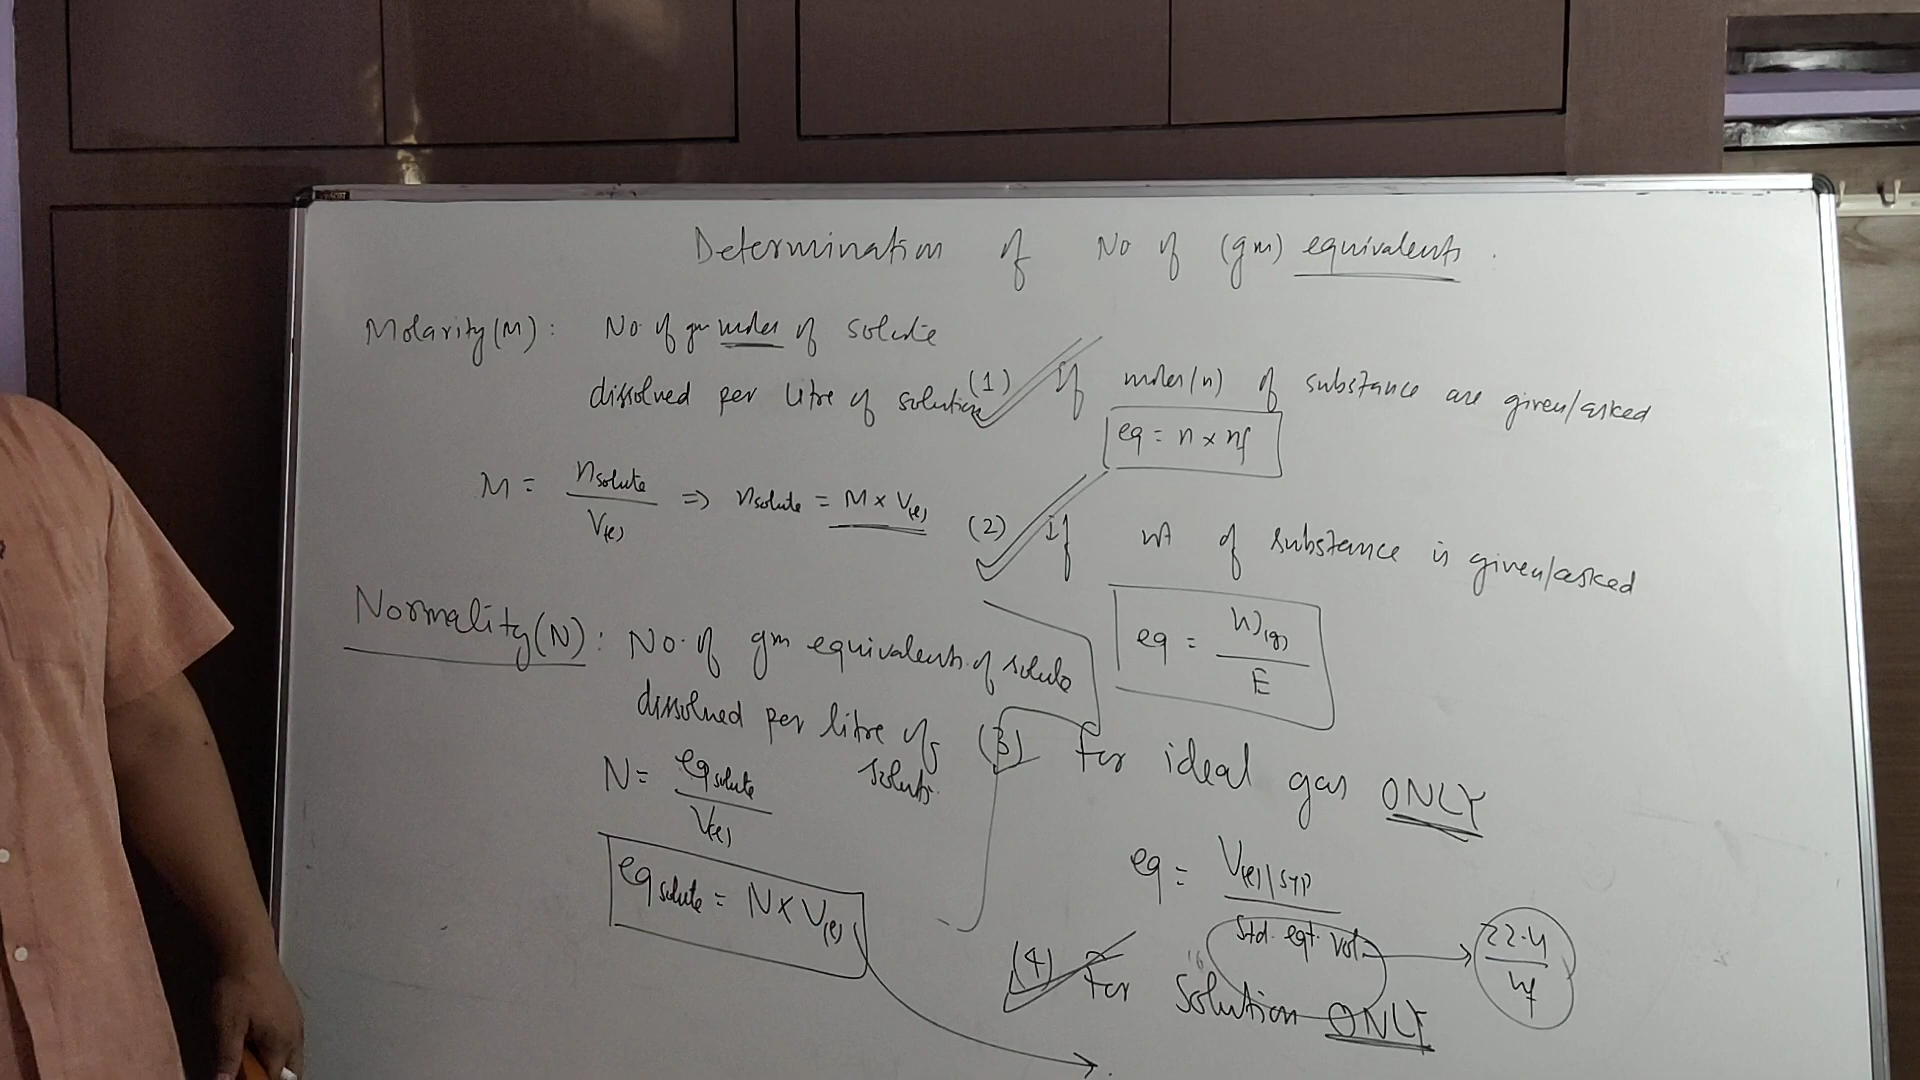 Determination of No of (gm) equivalents.
Molarity (M) : No. of gm moles of solute
dissolved per litre of solution
M = nsolute / V(l) => nsolute = M x V(l)
Normality (N) : No. of gm equivalents of solute
dissolved per litre of
N = eqsolute / V(l)
eqsolute = N x V(l)
(1) If moles (n) of substance are given/asked
eq = n x nf
(2) If wt of substance is given/asked
eq = W(g) / E
(3) For ideal gas ONLY
eq = V(l)|STP / Std. eqt. vol. → 22.4 / nf
(4) For solution ONLY